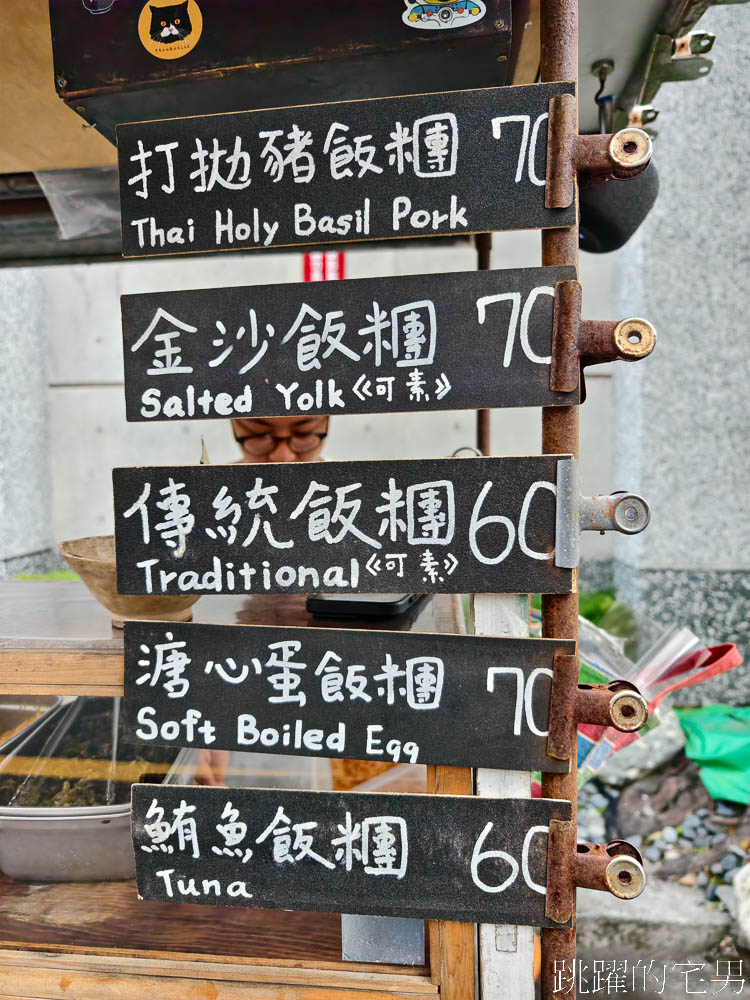 打拋豬飯糰 70
Thai Holy Basil Pork
金沙飯糰 70
Salted Yolk《可素》
傳統飯糰 60
Traditional《可素》
溏心蛋飯糰 70
Soft Boiled Egg
鮪魚飯糰 60
Tuna
跳躍的宅男